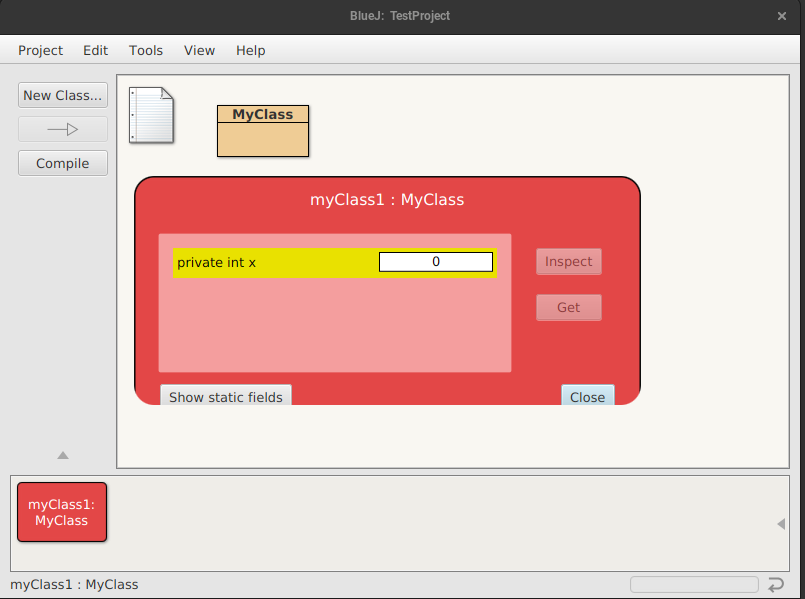 BlueJ: TestProject
Project Edit Tools View Help
New Class...
Compile
MyClass
myClass1 : MyClass
private int x 0
Inspect
Get
Show static fields
Close
myClass1:
MyClass
myClass1 : MyClass